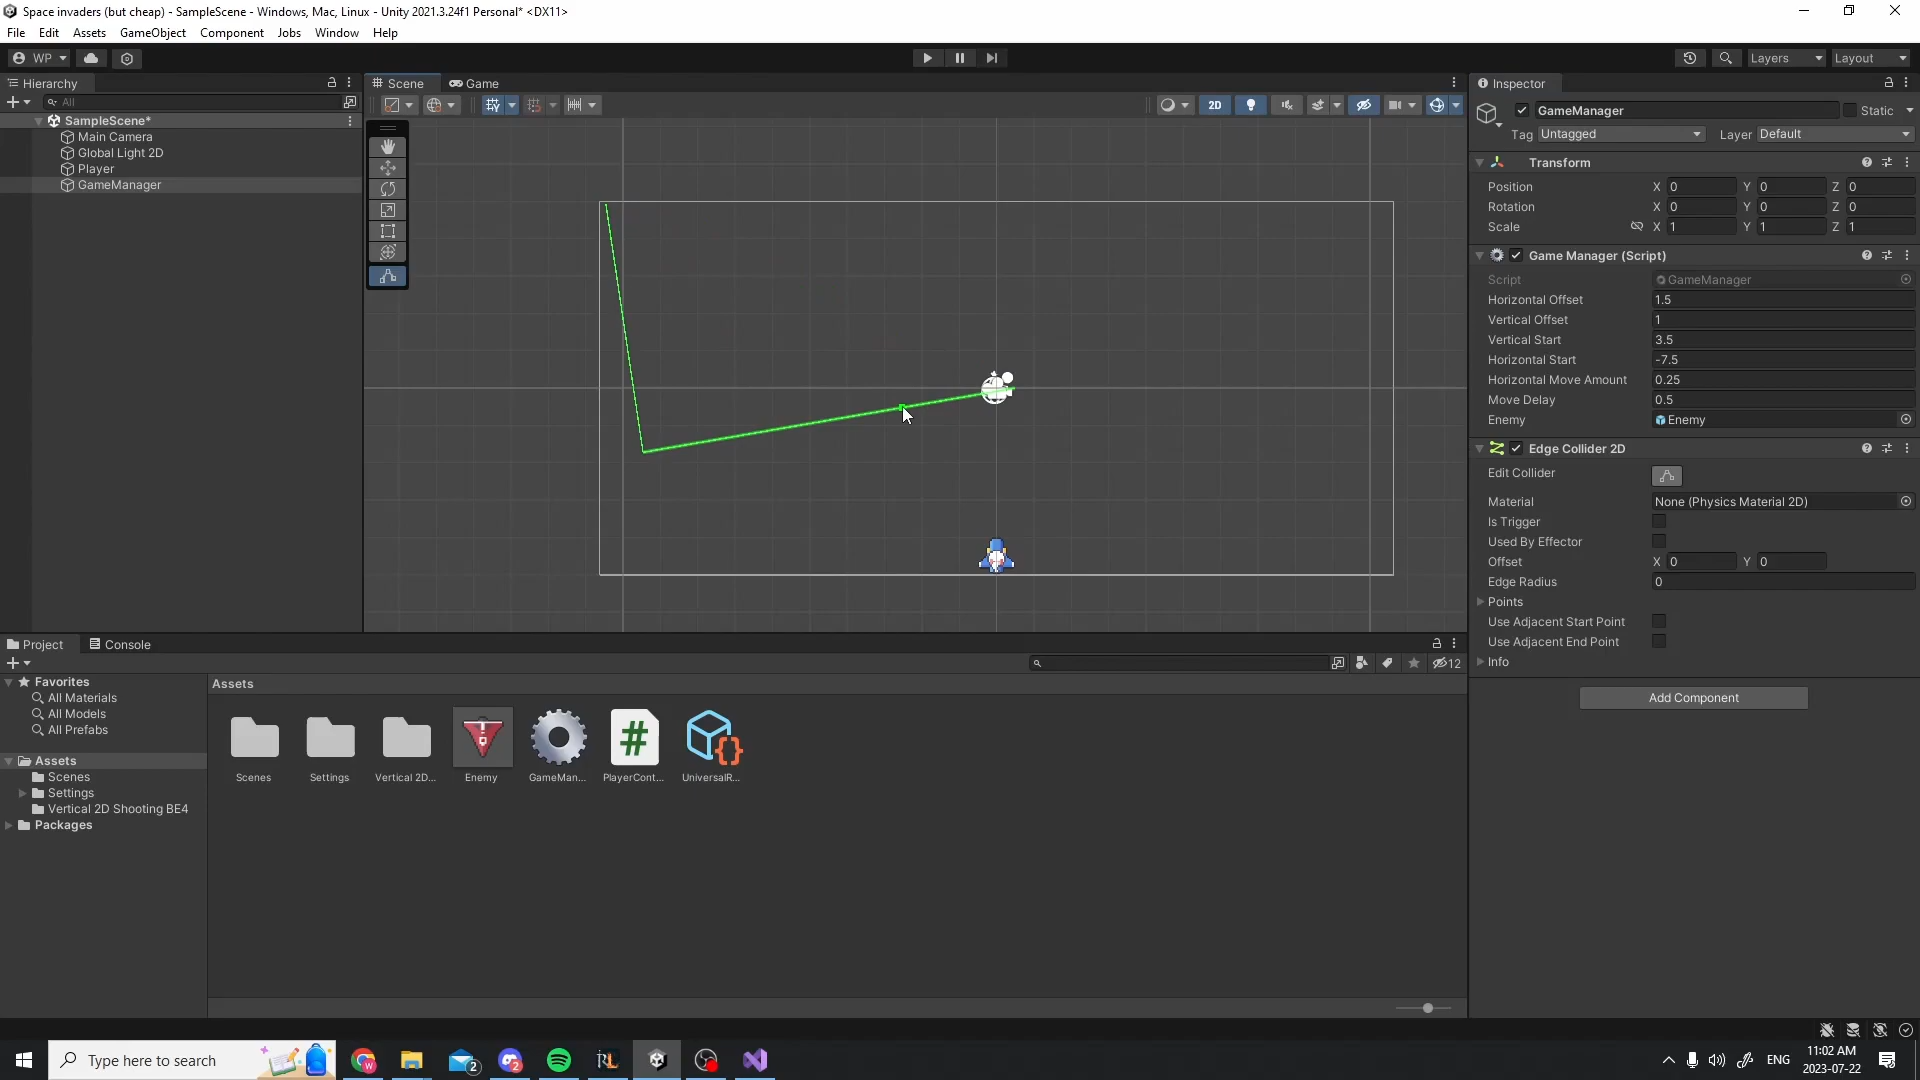 Space invaders (but cheap) - SampleScene - Windows, Mac, Linux - Unity 2021.3.24f1 Personal* <DX11>
File Edit Assets GameObject Component Jobs Window Help
WP
Layers
Layout
Hierarchy
All
SampleScene*
Main Camera
Global Light 2D
Player
GameManager
Scene
Game
2D
Inspector
GameManager
Static
Tag Untagged
Layer Default
Transform
Position X 0 Y 0 Z 0
Rotation X 0 Y 0 Z 0
Scale X 1 Y 1 Z 1
Game Manager (Script)
Script GameManager
Horizontal Offset 1.5
Vertical Offset 1
Vertical Start 3.5
Horizontal Start -7.5
Horizontal Move Amount 0.25
Move Delay 0.5
Enemy Enemy
Edge Collider 2D
Edit Collider
Material None (Physics Material 2D)
Is Trigger
Used By Effector
Offset X 0 Y 0
Edge Radius 0
Points
Use Adjacent Start Point
Use Adjacent End Point
Info
Add Component
Project
Console
12
Favorites
All Materials
All Models
All Prefabs
Assets
Scenes
Settings
Vertical 2D Shooting BE4
Packages
Assets
Scenes
Settings
Vertical 2D...
Enemy
GameMan...
PlayerCont...
UniversalR...
Type here to search
2
2
ENG
11:02 AM
2023-07-22